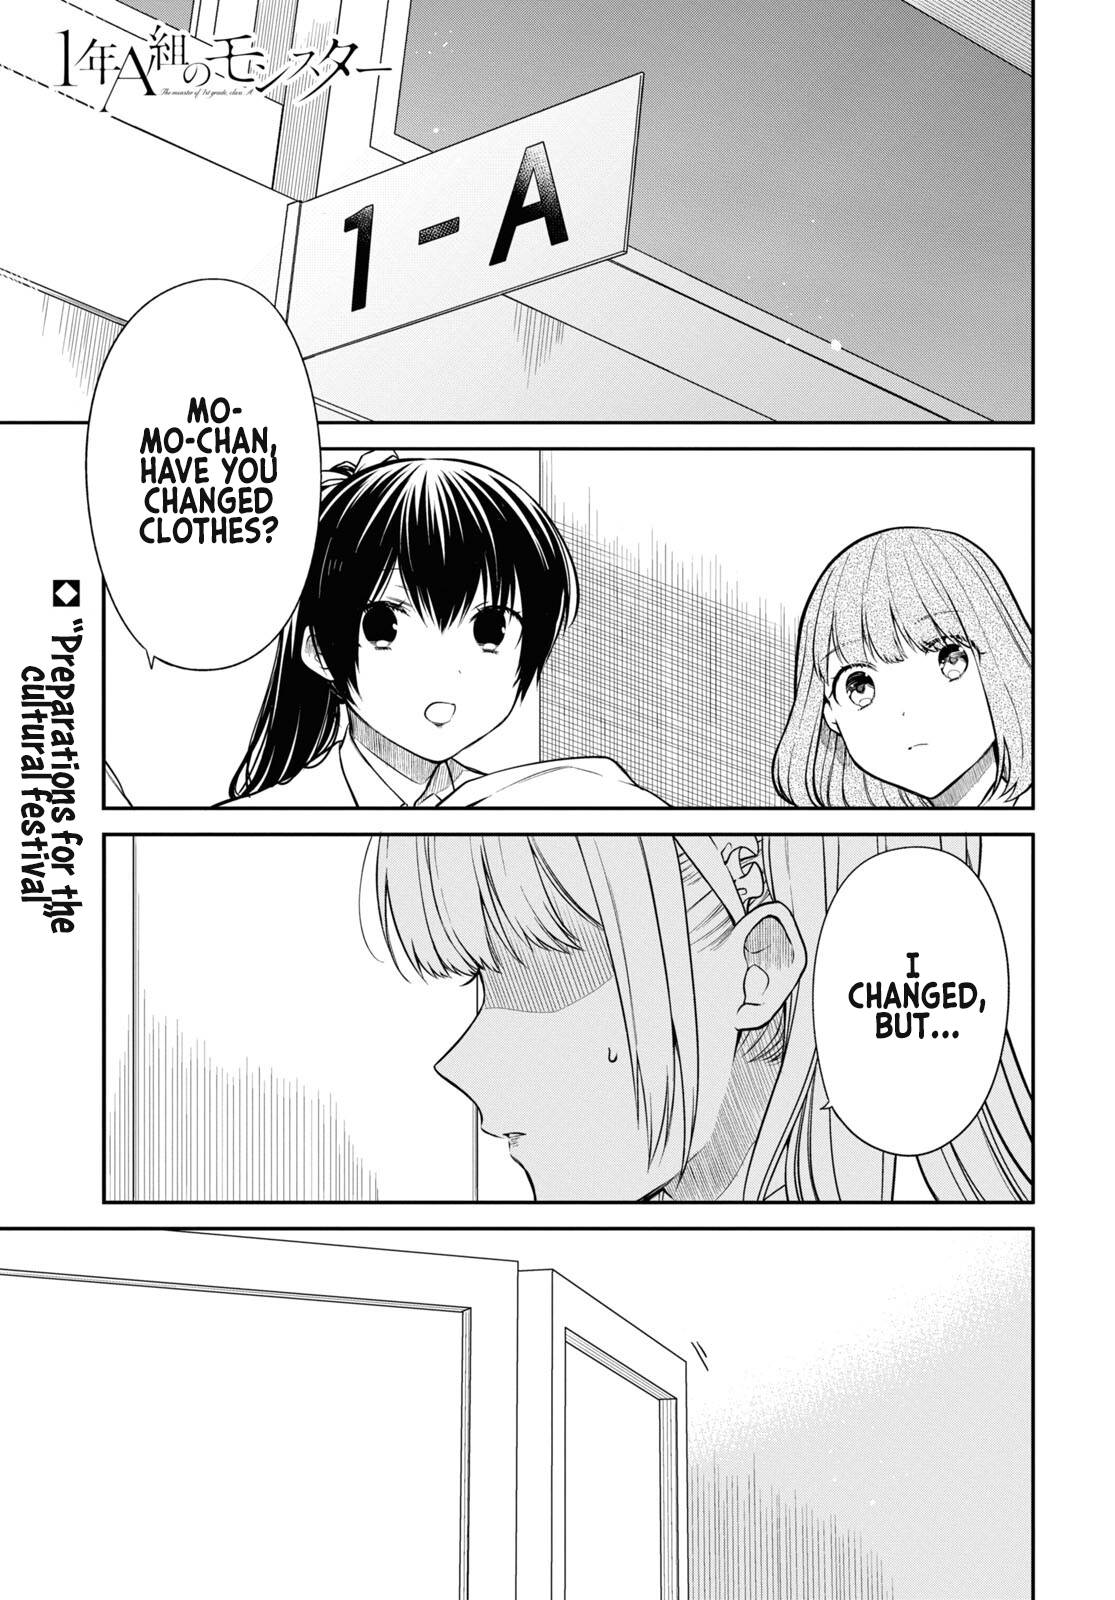 1年A組のモンスター
The monster of 1st grade, class "A"
1-A
MO-
MO-CHAN,
HAVE YOU
CHANGED
CLOTHES?
◆ "Preparations for the
cultural festival"
I
CHANGED,
BUT...